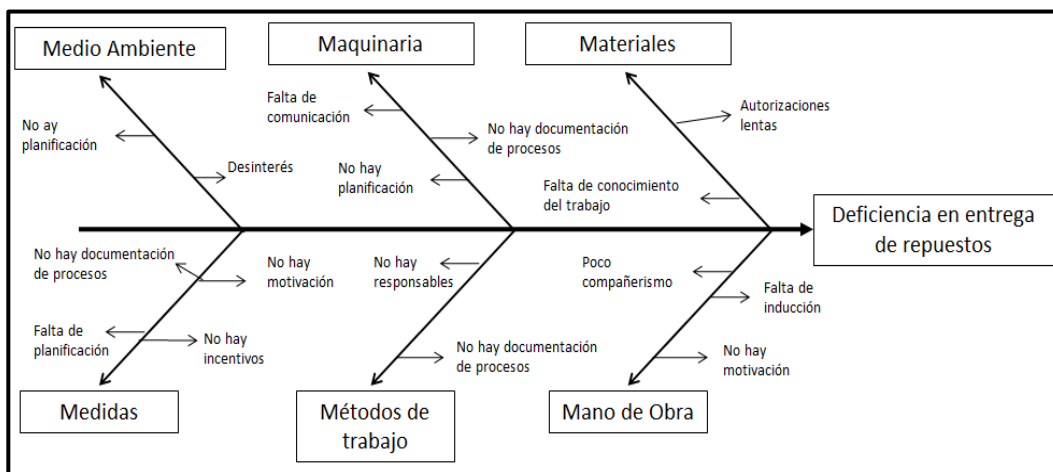 Medio Ambiente
Maquinaria
Materiales
No ay
planificación
Desinterés
Falta de
comunicación
No hay documentación
de procesos
No hay
planificación
Autorizaciones
lentas
Falta de conocimiento
del trabajo
Deficiencia en entrega
de repuestos
No hay documentación
de procesos
No hay
motivación
Falta de
planificación
No hay
incentivos
No hay
responsables
No hay documentación
de procesos
Poco
compañerismo
Falta de
inducción
No hay
motivación
Medidas
Métodos de
trabajo
Mano de Obra